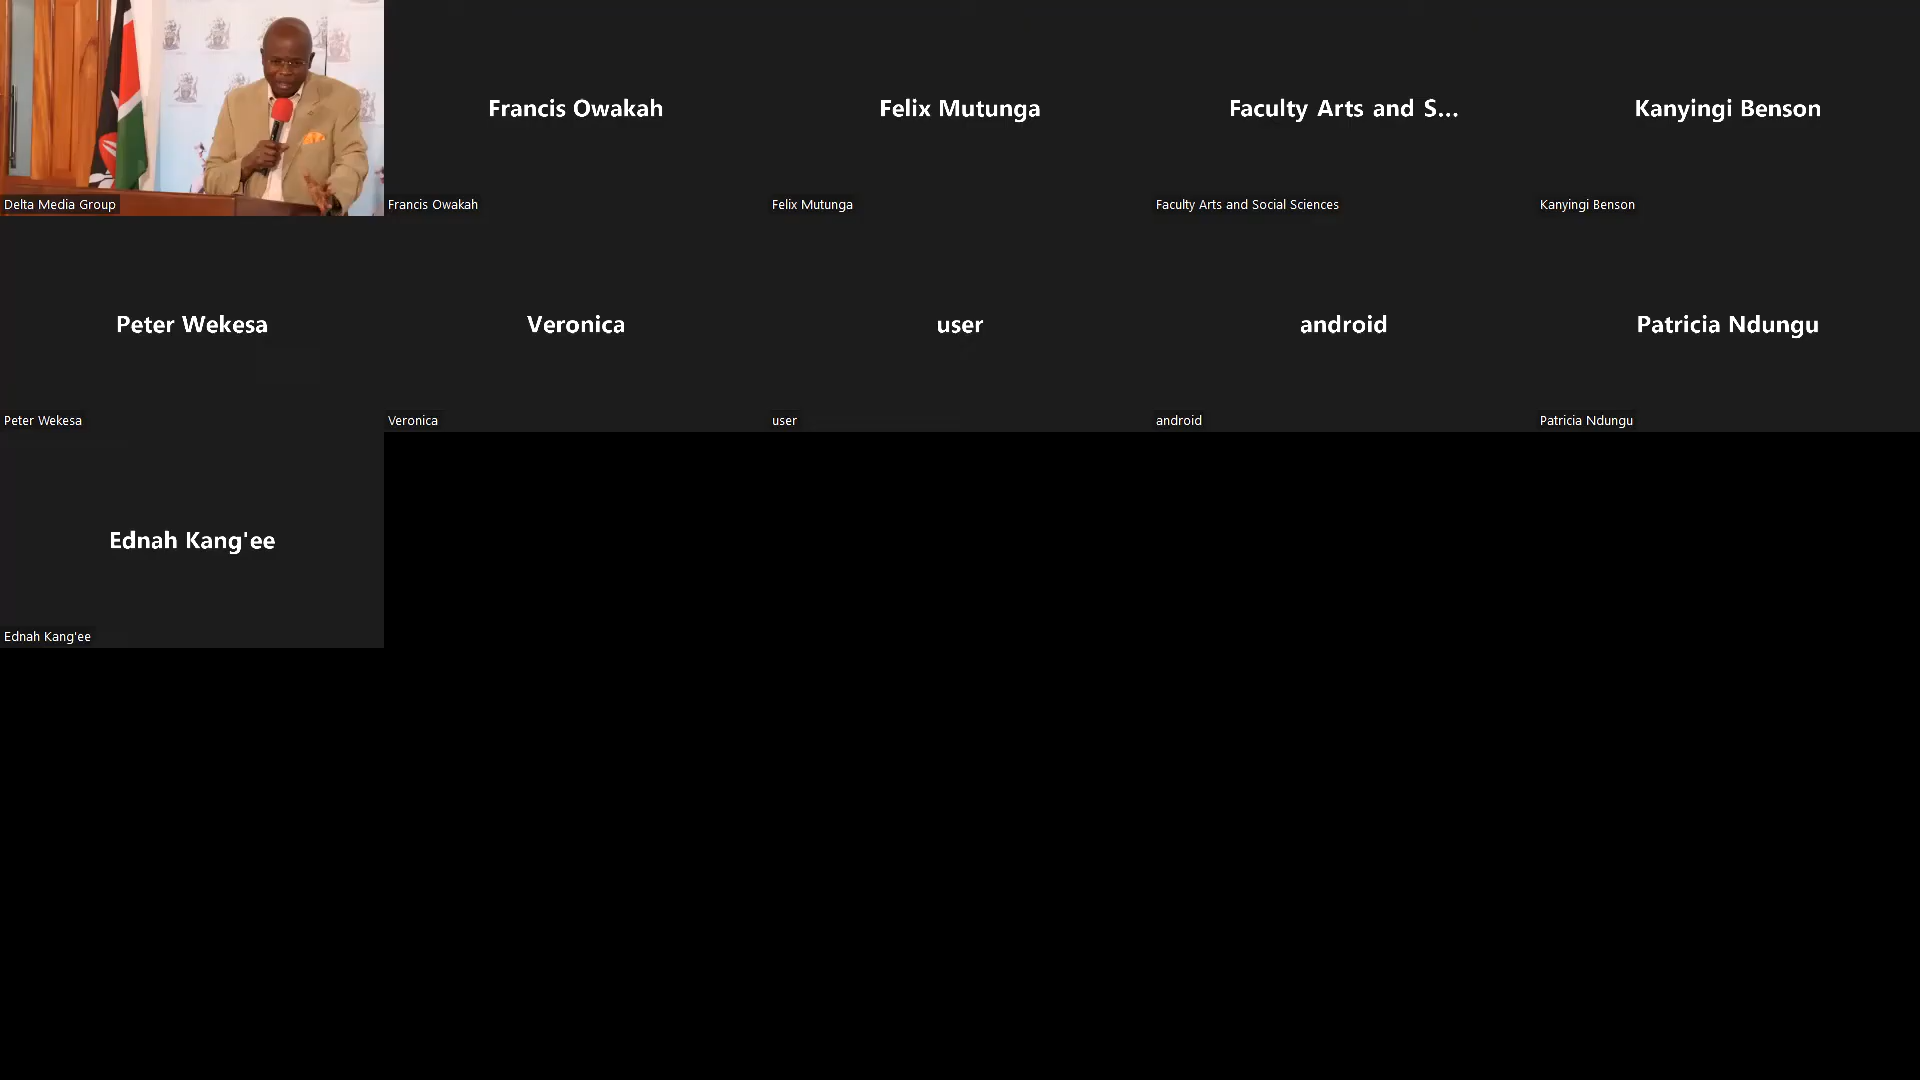 Delta Media Group
Francis Owakah
Francis Owakah
Felix Mutunga
Felix Mutunga
Faculty Arts and S...
Faculty Arts and Social Sciences
Kanyingi Benson
Kanyingi Benson
Peter Wekesa
Peter Wekesa
Veronica
Veronica
user
user
android
android
Patricia Ndungu
Patricia Ndungu
Ednah Kang'ee
Ednah Kang'ee